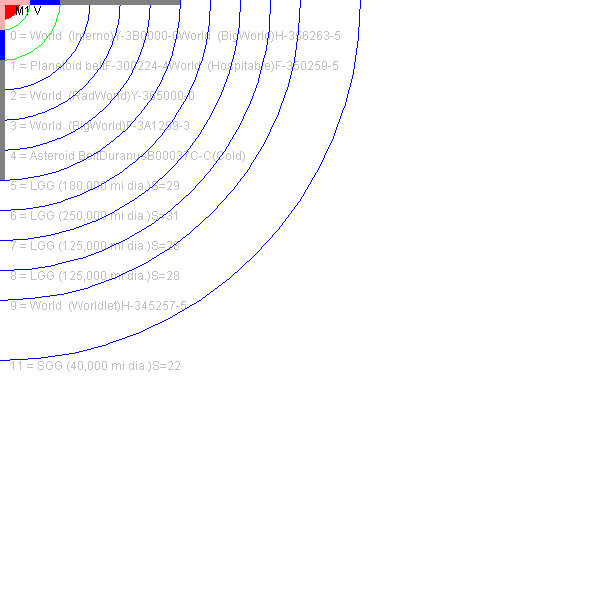 M1 V
0 = World (Inferno)Y-3B0000-0World (BigWorld)H-356263-5
1 = Planetoid beltF-300224-4World (Hospitable)F-350259-5
2 = World (RadWorld)Y-365000-0
3 = World (BigWorld)F-3A1259-3
4 = Asteroid BeltDuranusB00037C-C(Cold)
5 = LGG (180,000 mi dia.)S=29
6 = LGG (250,000 mi dia.)S=31
7 = LGG (125,000 mi dia.)S=28
8 = LGG (125,000 mi dia.)S=28
9 = World (Worldlet)H-345257-5
11 = SGG (40,000 mi dia.)S=22